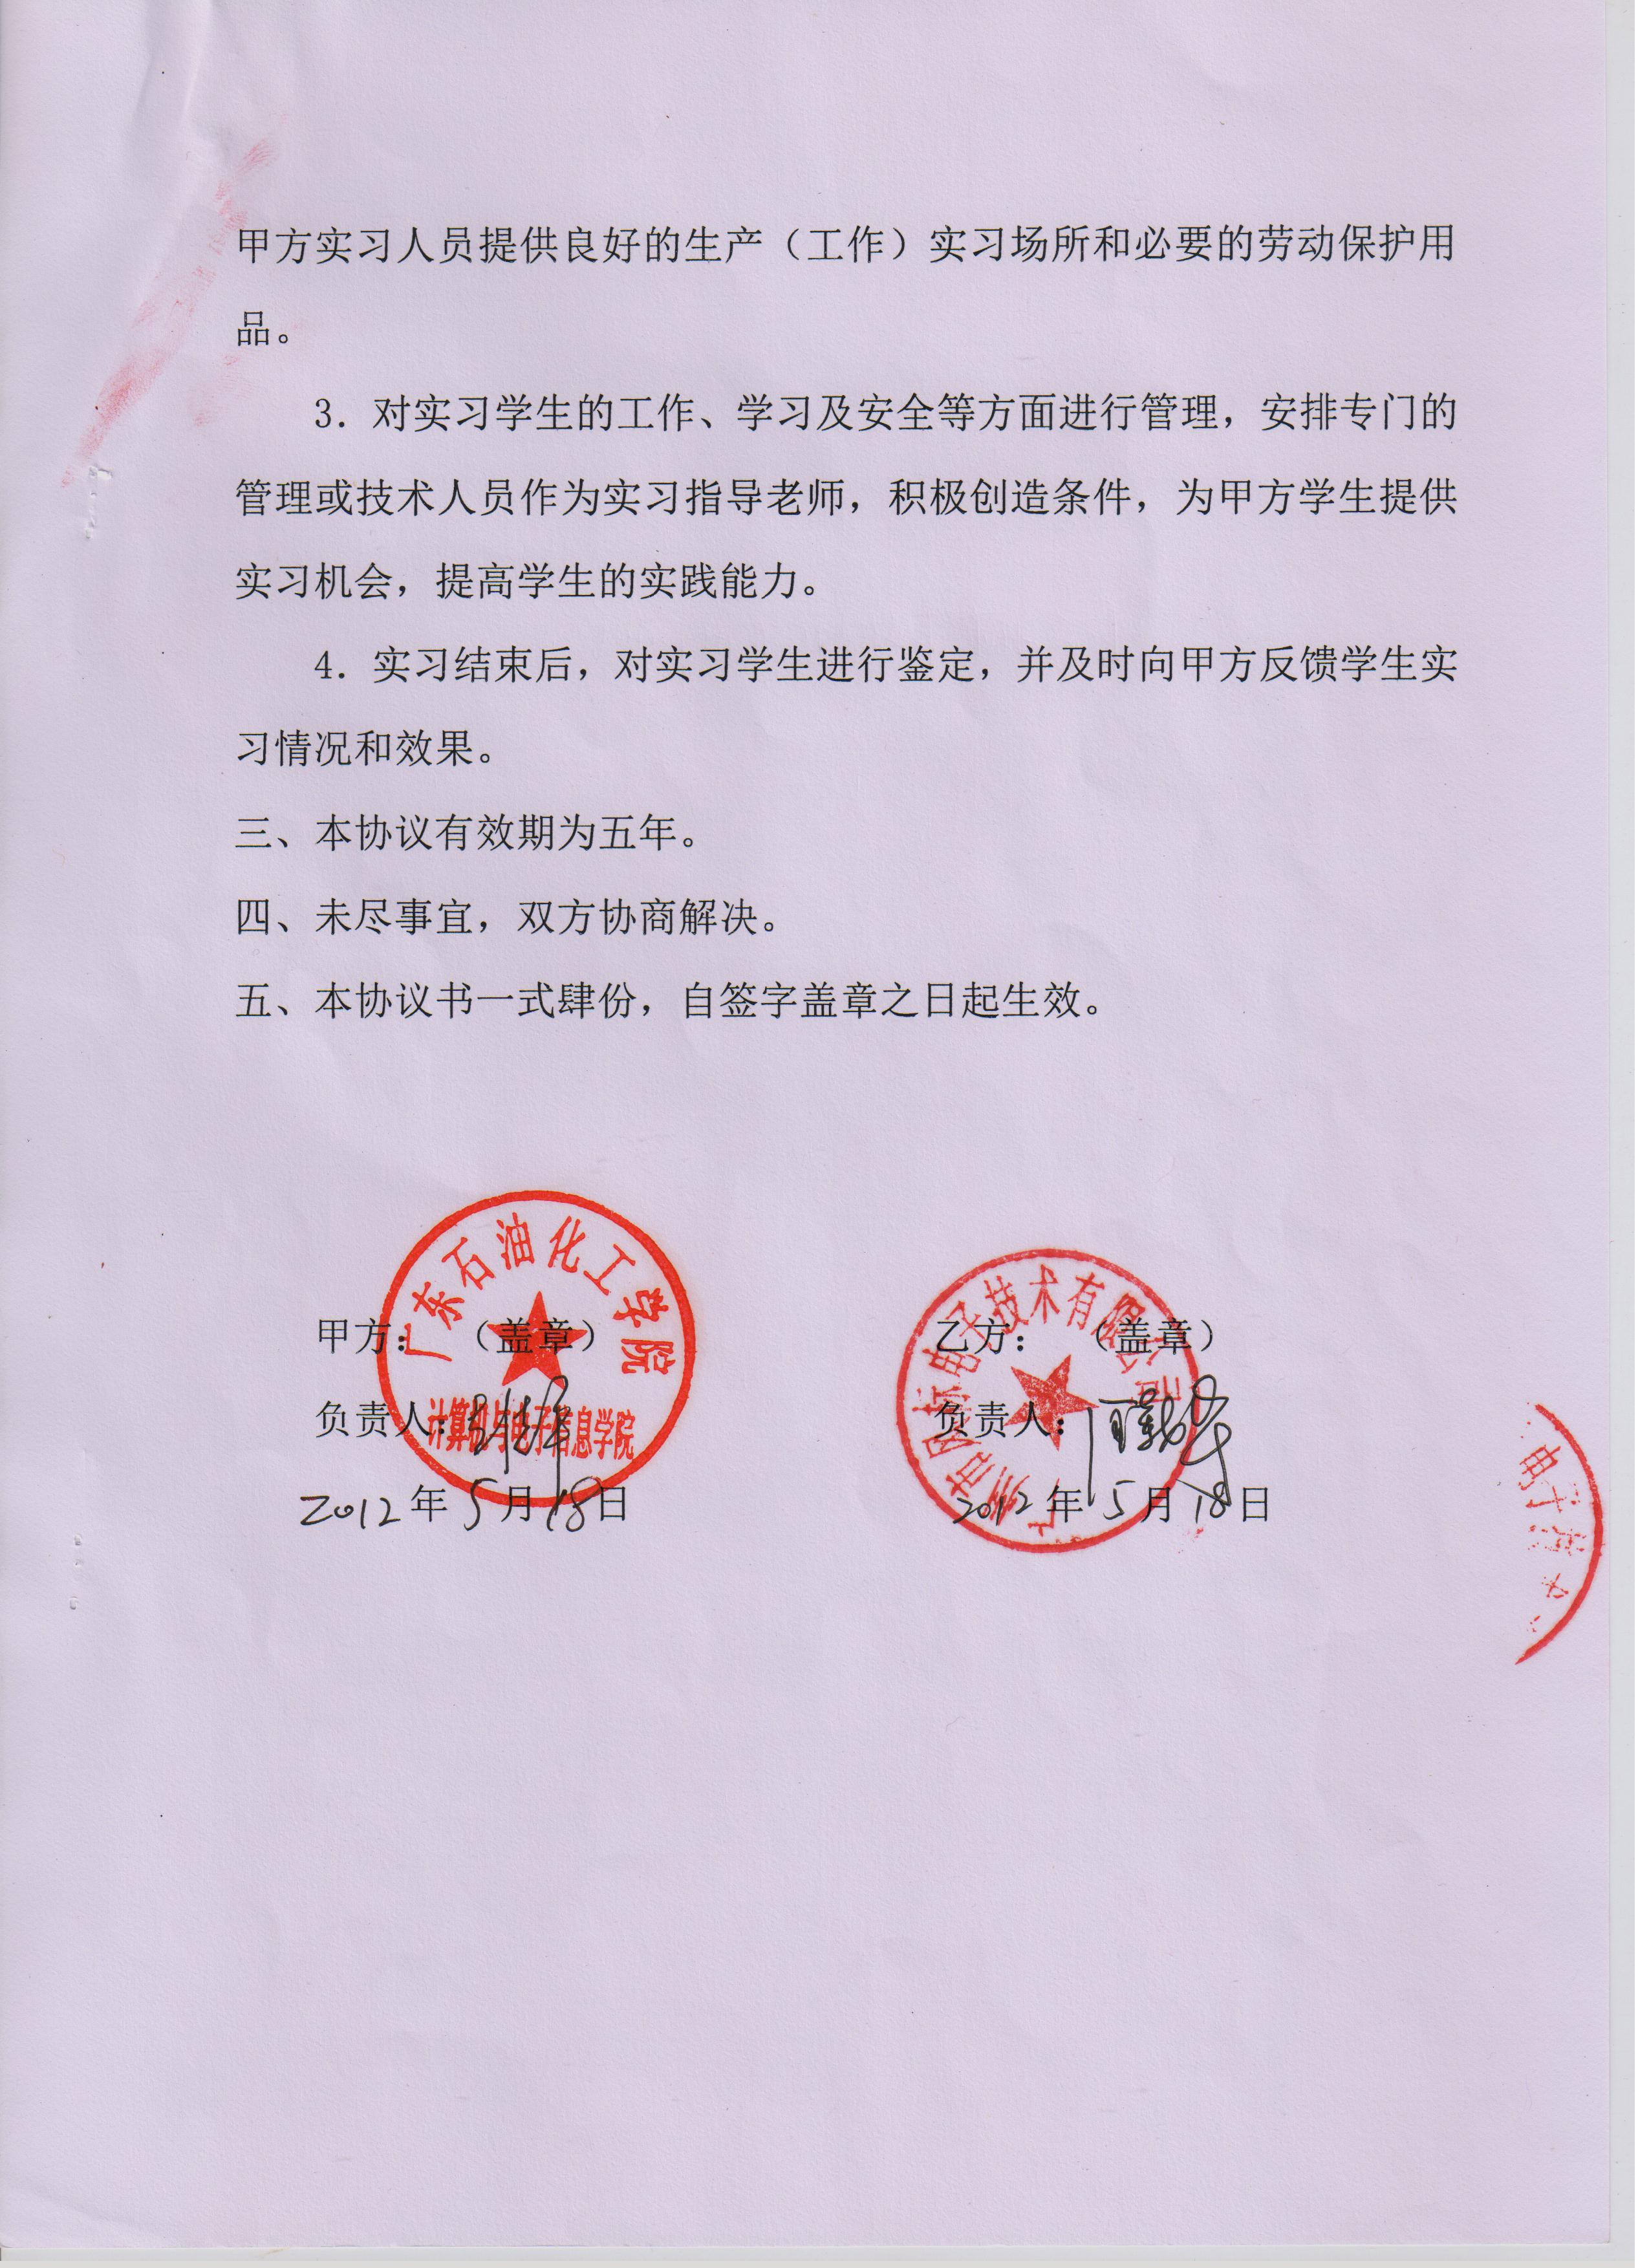 甲方实习人员提供良好的生产（工作）实习场所和必要的劳动保护用
品。
3．对实习学生的工作、学习及安全等方面进行管理，安排专门的
管理或技术人员作为实习指导老师，积极创造条件，为甲方学生提供
实习机会，提高学生的实践能力。
4．实习结束后，对实习学生进行鉴定，并及时向甲方反馈学生实
习情况和效果。
三、本协议有效期为五年。
四、未尽事宜，双方协商解决。
五、本协议书一式肆份，自签字盖章之日起生效。
广东石油化工学院
计算机与电子信息学院
甲方：（盖章）
负责人：
2012年5月18日
电子技术有限公司
乙方：（盖章）
负责人：
2012年5月18日
电子